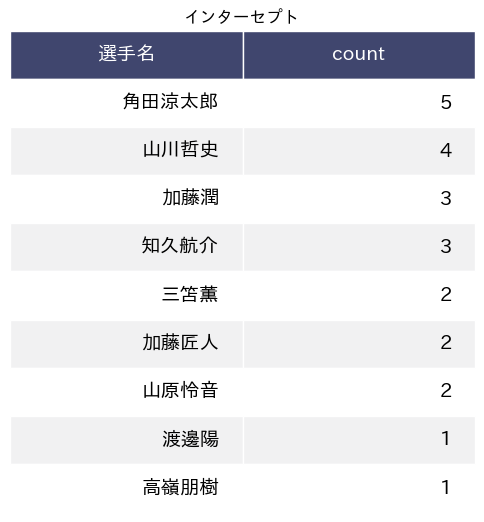 インターセプト
選手名 count
角田涼太郎 5
山川哲史 4
加藤潤 3
知久航介 3
三笘薫 2
加藤匠人 2
山原怜音 2
渡邊陽 1
高嶺朋樹 1